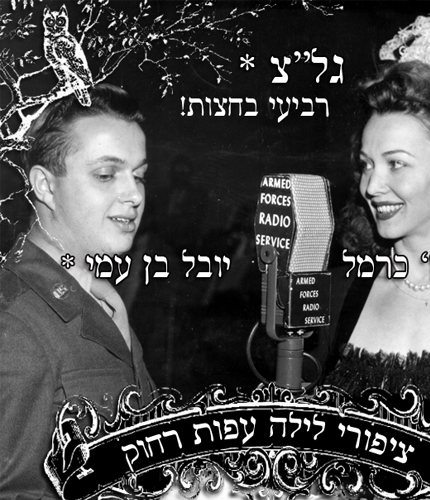 גל״צ *
רביעי בחצות!
ARMED
FORCES
RADIO
SERVICE
ARMED
FORCES
RADIO
SERVICE
' כרמל יובל בן עמי *
ציפורי לילה עפות רחוק